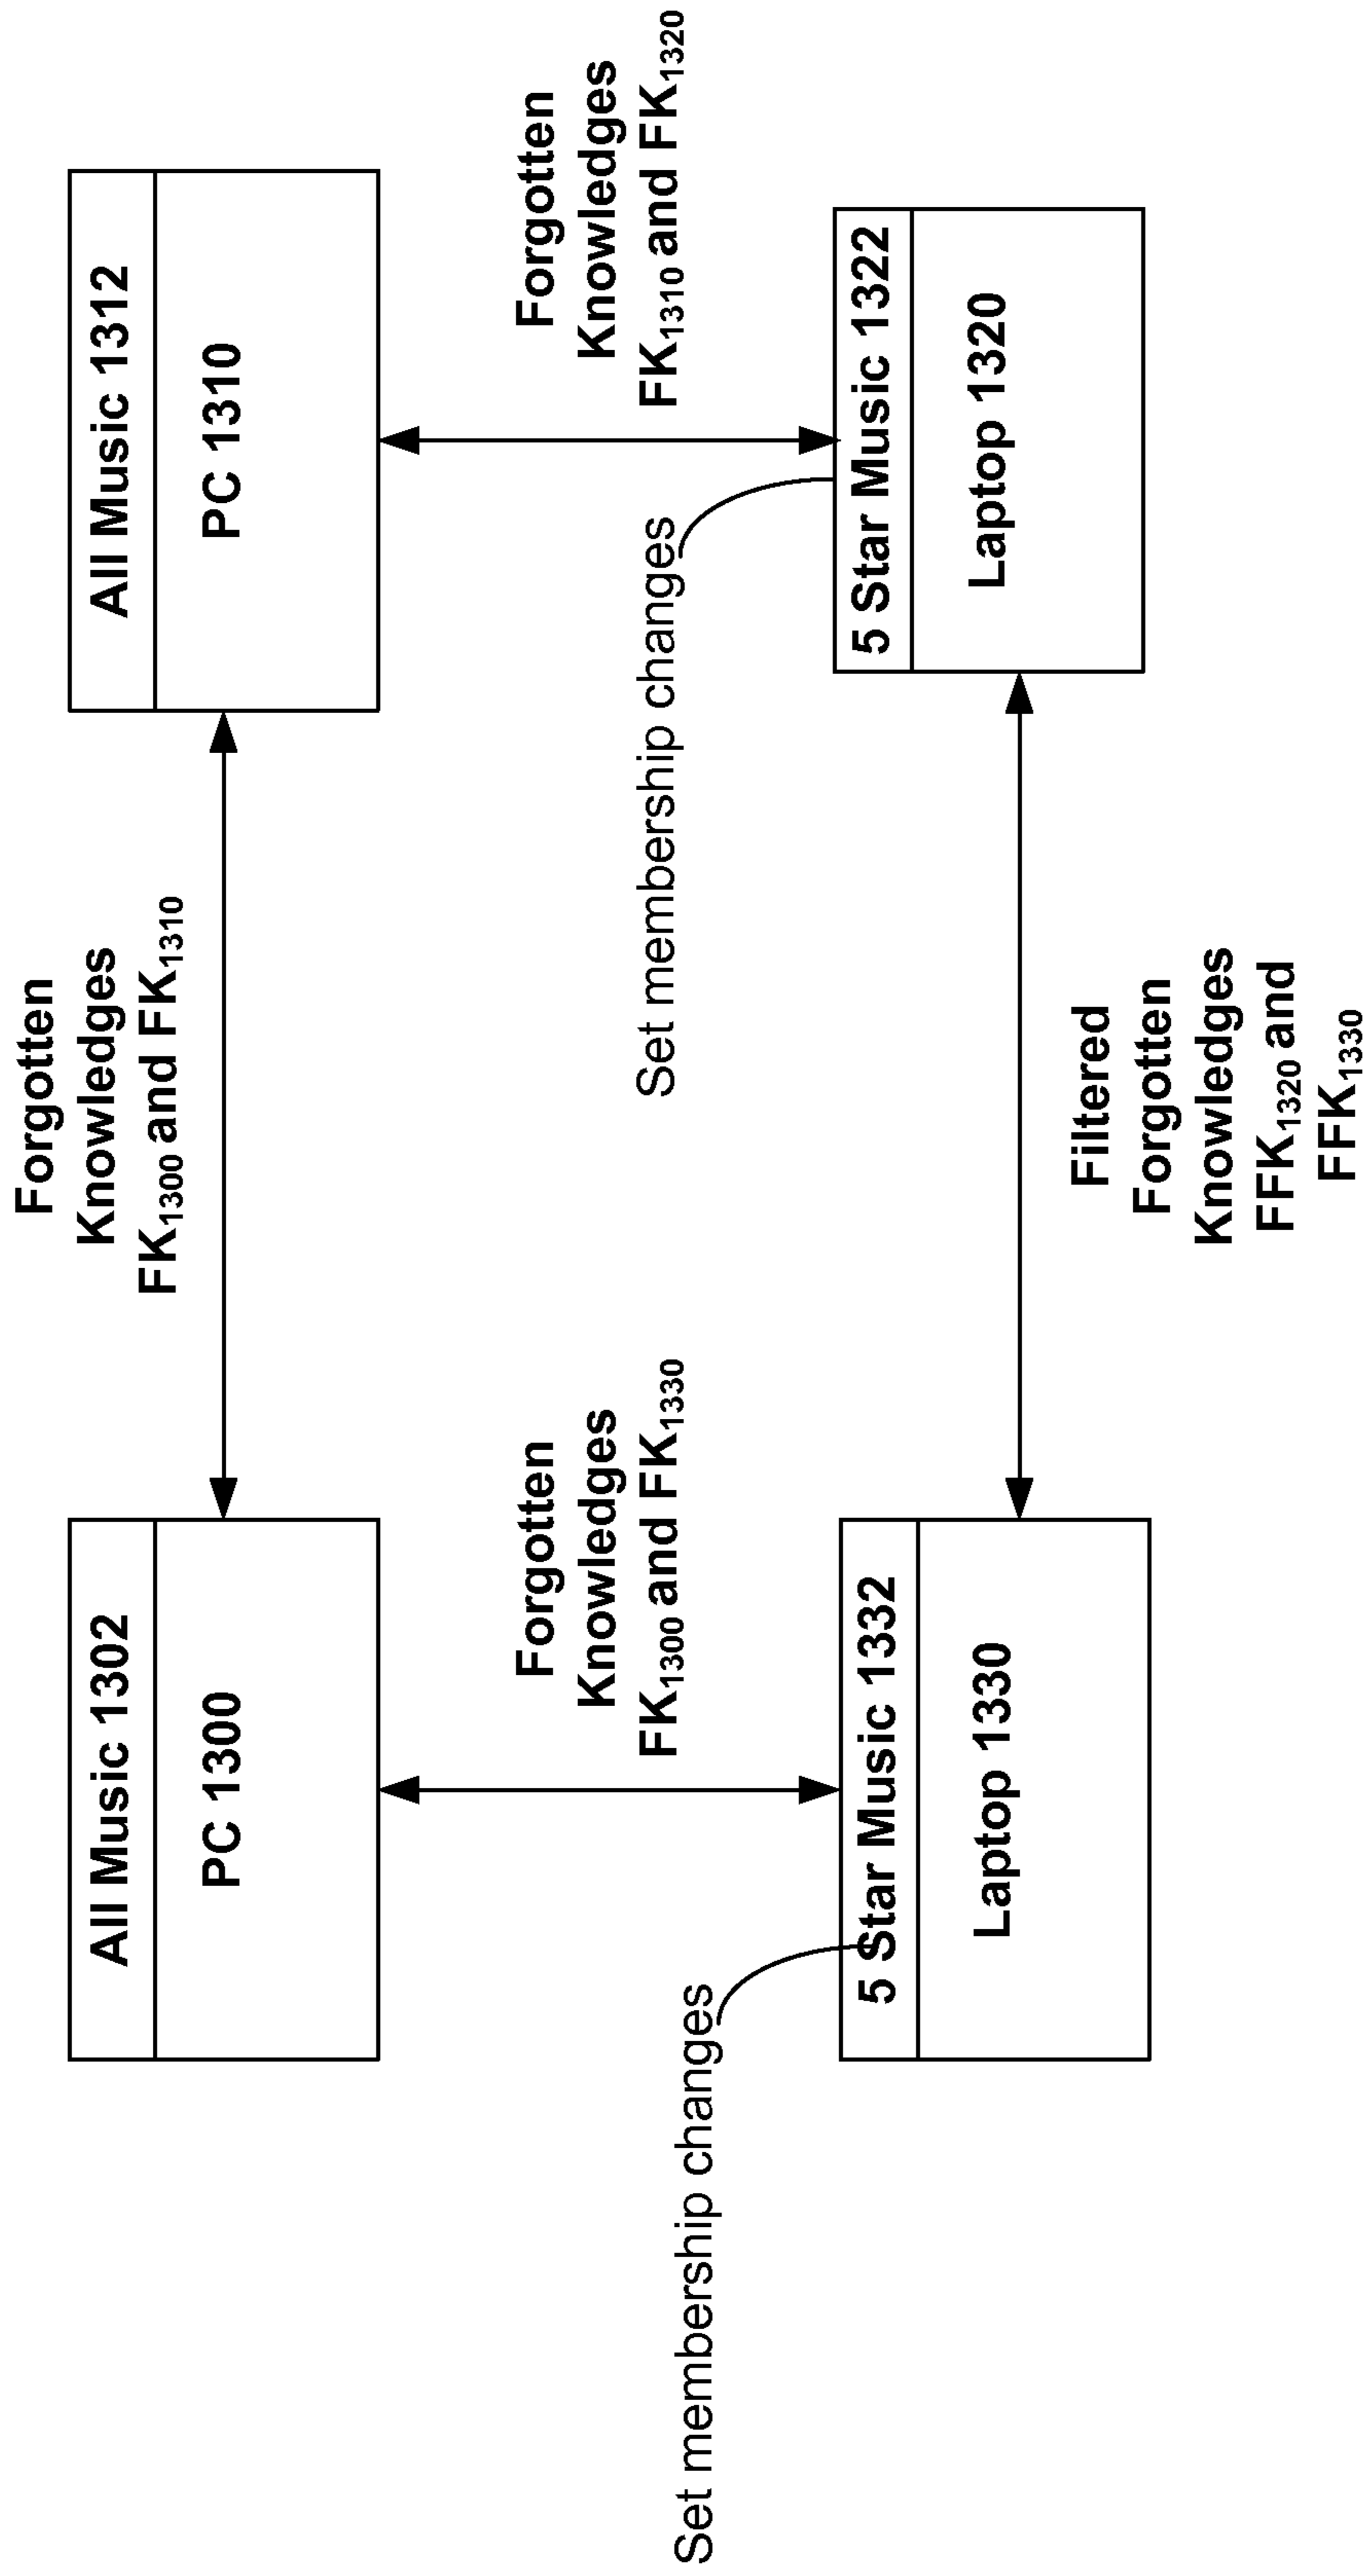 Forgotten
Knowledges
FK1300 and FK1310
All Music 1302
PC 1300
All Music 1312
PC 1310
Forgotten
Knowledges
FK1300 and FK1330
Forgotten
Knowledges
FK1310 and FK1320
Set membership changes
Set membership changes
5 Star Music 1332
Laptop 1330
5 Star Music 1322
Laptop 1320
Filtered
Forgotten
Knowledges
FFK1320 and
FFK1330